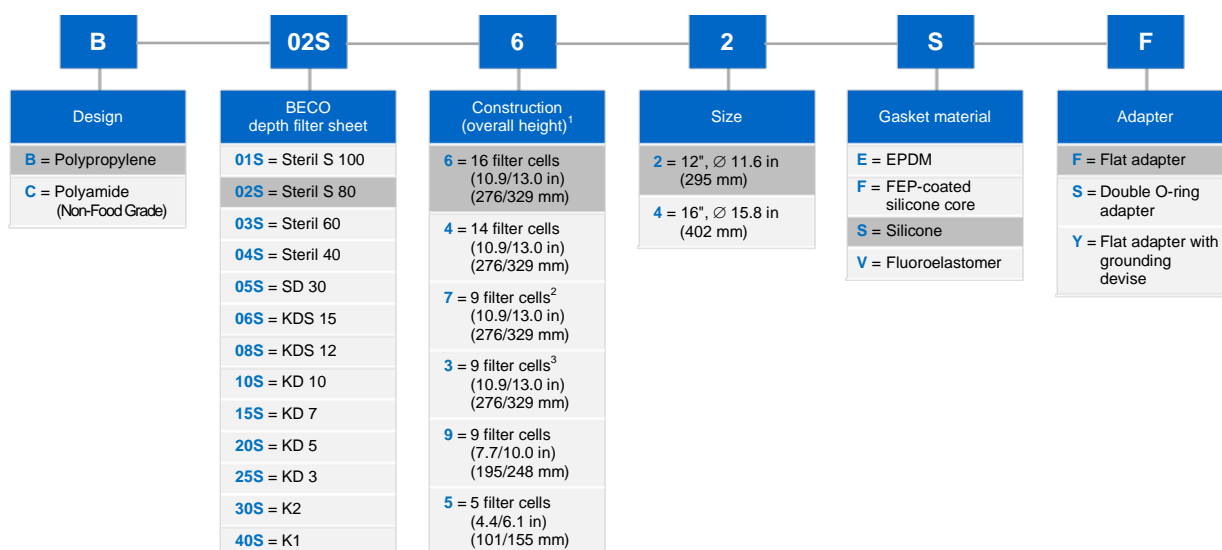 B
02S
6
2
S
F
Design
B = Polypropylene
C = Polyamide
(Non-Food Grade)
BECO
depth filter sheet
01S = Steril S 100
02S = Steril S 80
03S = Steril 60
04S = Steril 40
05S = SD 30
06S = KDS 15
08S = KDS 12
10S = KD 10
15S = KD 7
20S = KD 5
25S = KD 3
30S = K2
40S = K1
Construction
(overall height)1
6 = 16 filter cells
(10.9/13.0 in)
(276/329 mm)
4 = 14 filter cells
(10.9/13.0 in)
(276/329 mm)
7 = 9 filter cells2
(10.9/13.0 in)
(276/329 mm)
3 = 9 filter cells3
(10.9/13.0 in)
(276/329 mm)
9 = 9 filter cells
(7.7/10.0 in)
(195/248 mm)
5 = 5 filter cells
(4.4/6.1 in)
(101/155 mm)
Size
2 = 12", ∅ 11.6 in
(295 mm)
4 = 16", ∅ 15.8 in
(402 mm)
Gasket material
E = EPDM
F = FEP-coated
silicone core
S = Silicone
V = Fluoroelastomer
Adapter
F = Flat adapter
S = Double O-ring
adapter
Y = Flat adapter with
grounding
devise